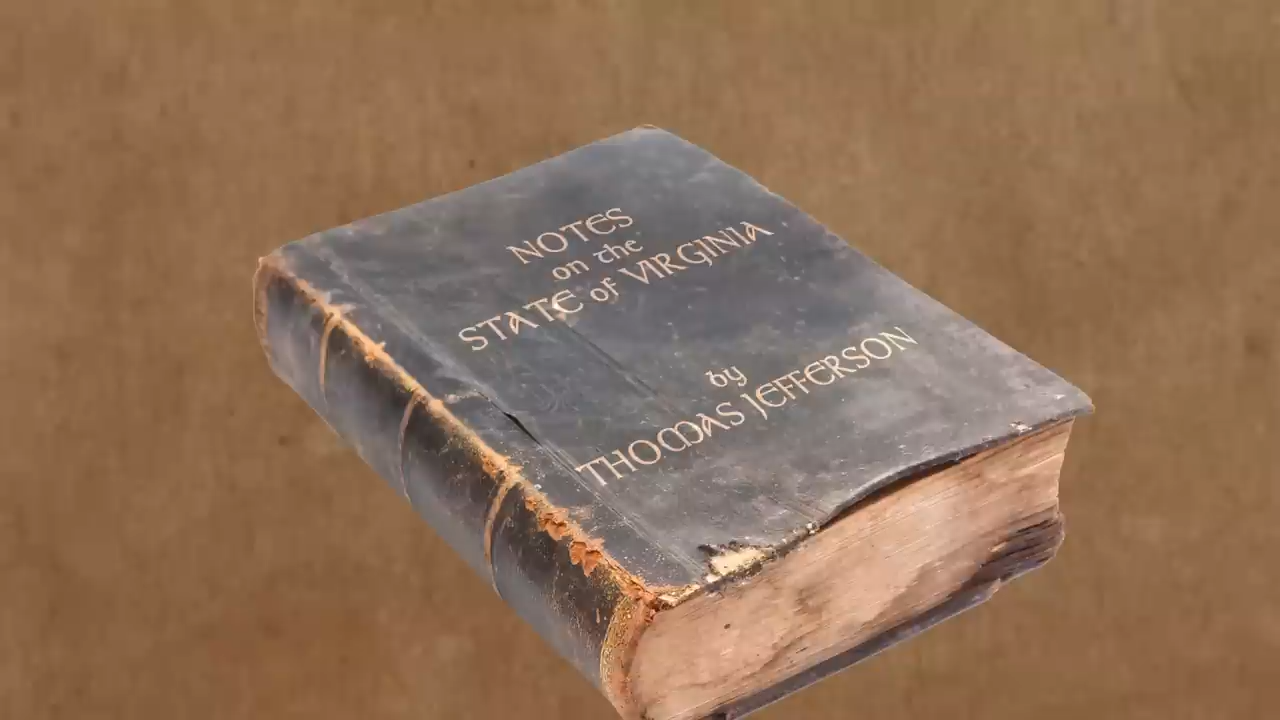 NOTES
on the
STATE of VIRGINIA
by
THOMAS JEFFERSON